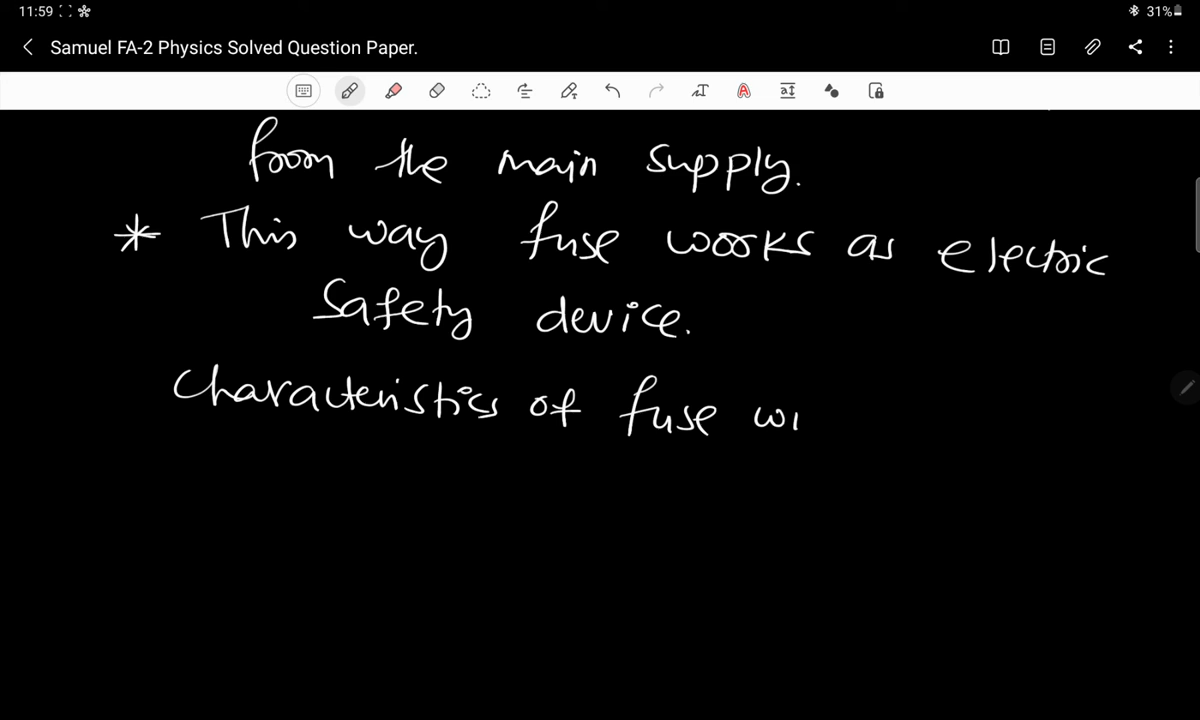 11:59 31%
Samuel FA-2 Physics Solved Question Paper.
from the main supply.
* This way fuse works as electric
safety device.
Characteristics of fuse wi